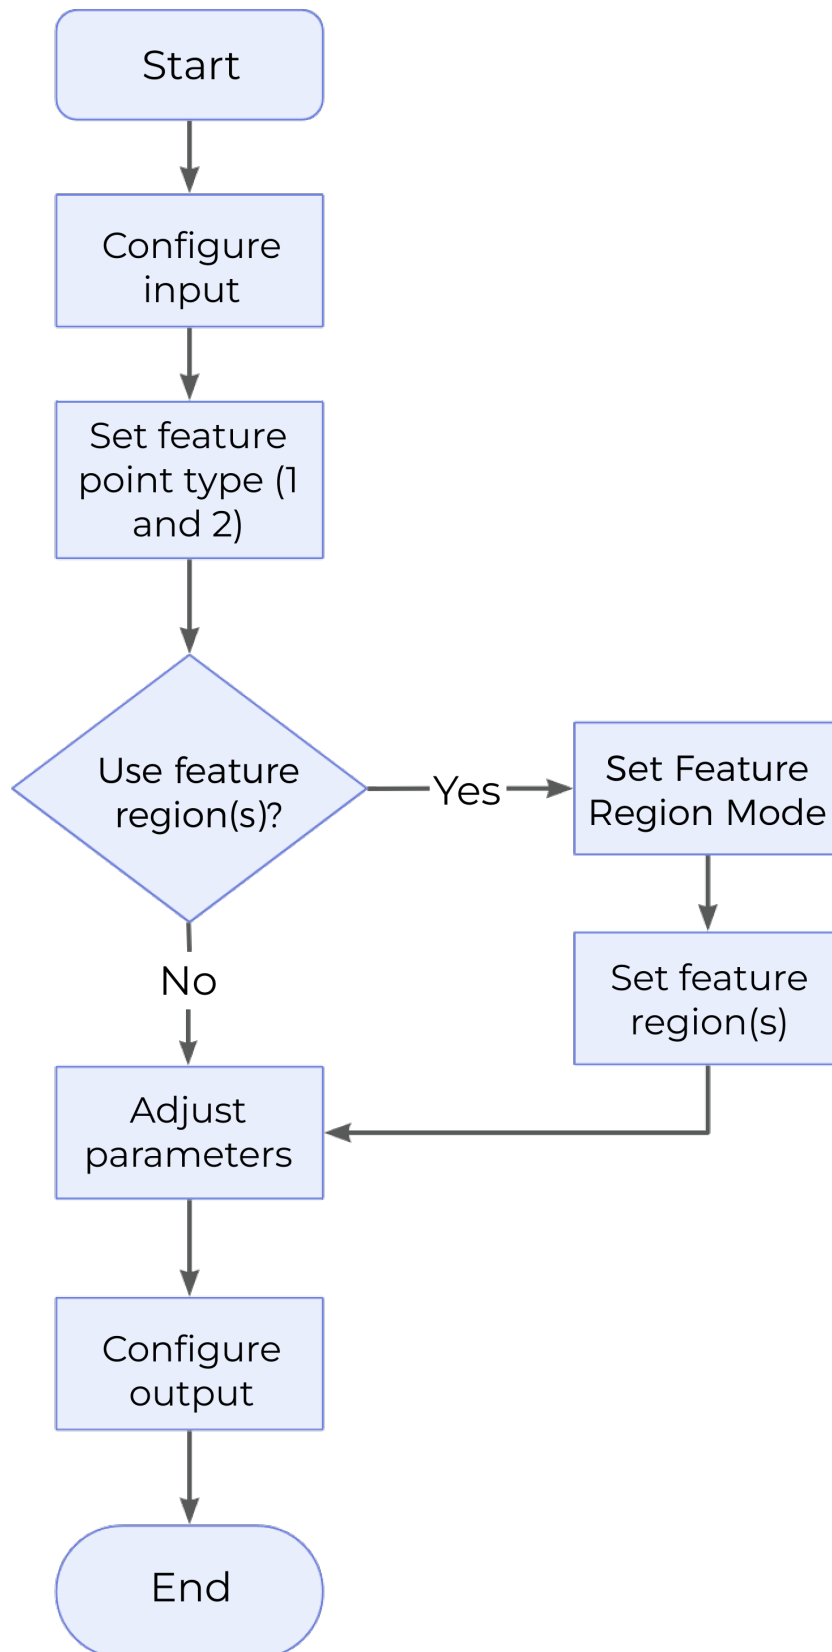 Start
Configure
input
Set feature
point type (1
and 2)
Use feature
region(s)?
Yes
Set Feature
Region Mode
Set feature
region(s)
No
Adjust
parameters
Configure
output
End